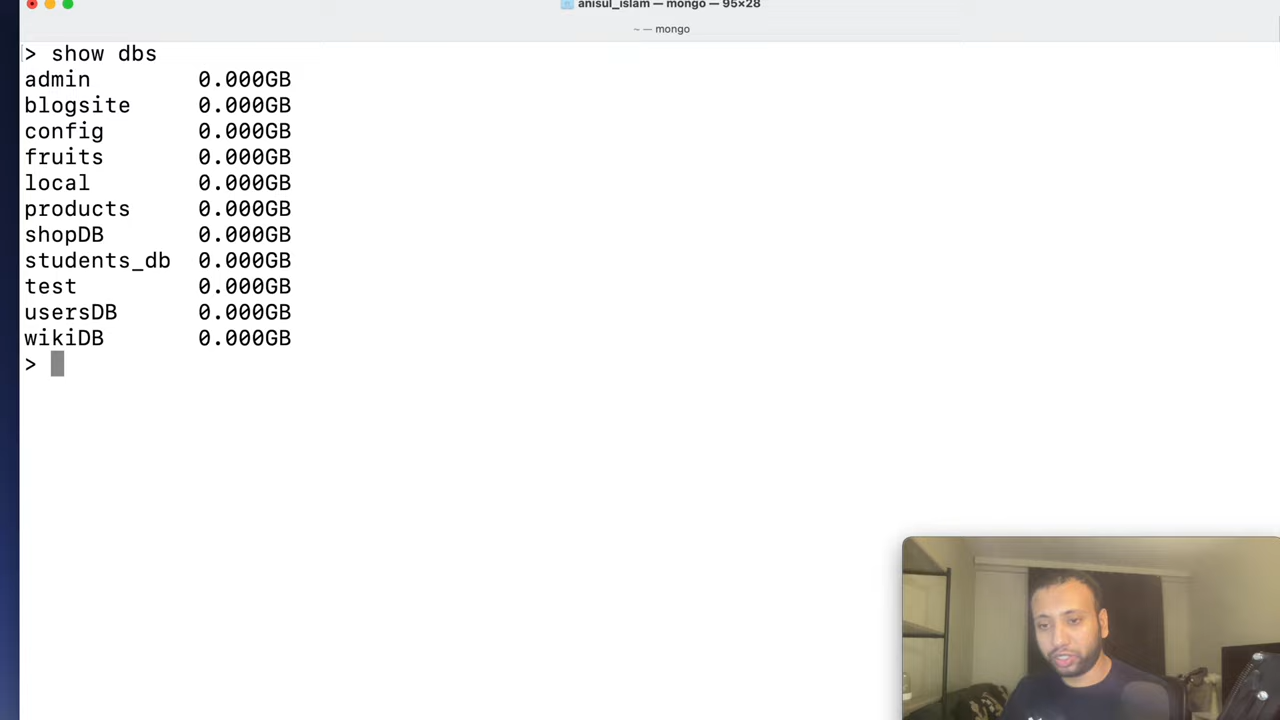 anisul_islam — mongo — 95×28
~ — mongo
> show dbs
admin 0.000GB
blogsite 0.000GB
config 0.000GB
fruits 0.000GB
local 0.000GB
products 0.000GB
shopDB 0.000GB
students_db 0.000GB
test 0.000GB
usersDB 0.000GB
wikiDB 0.000GB
>